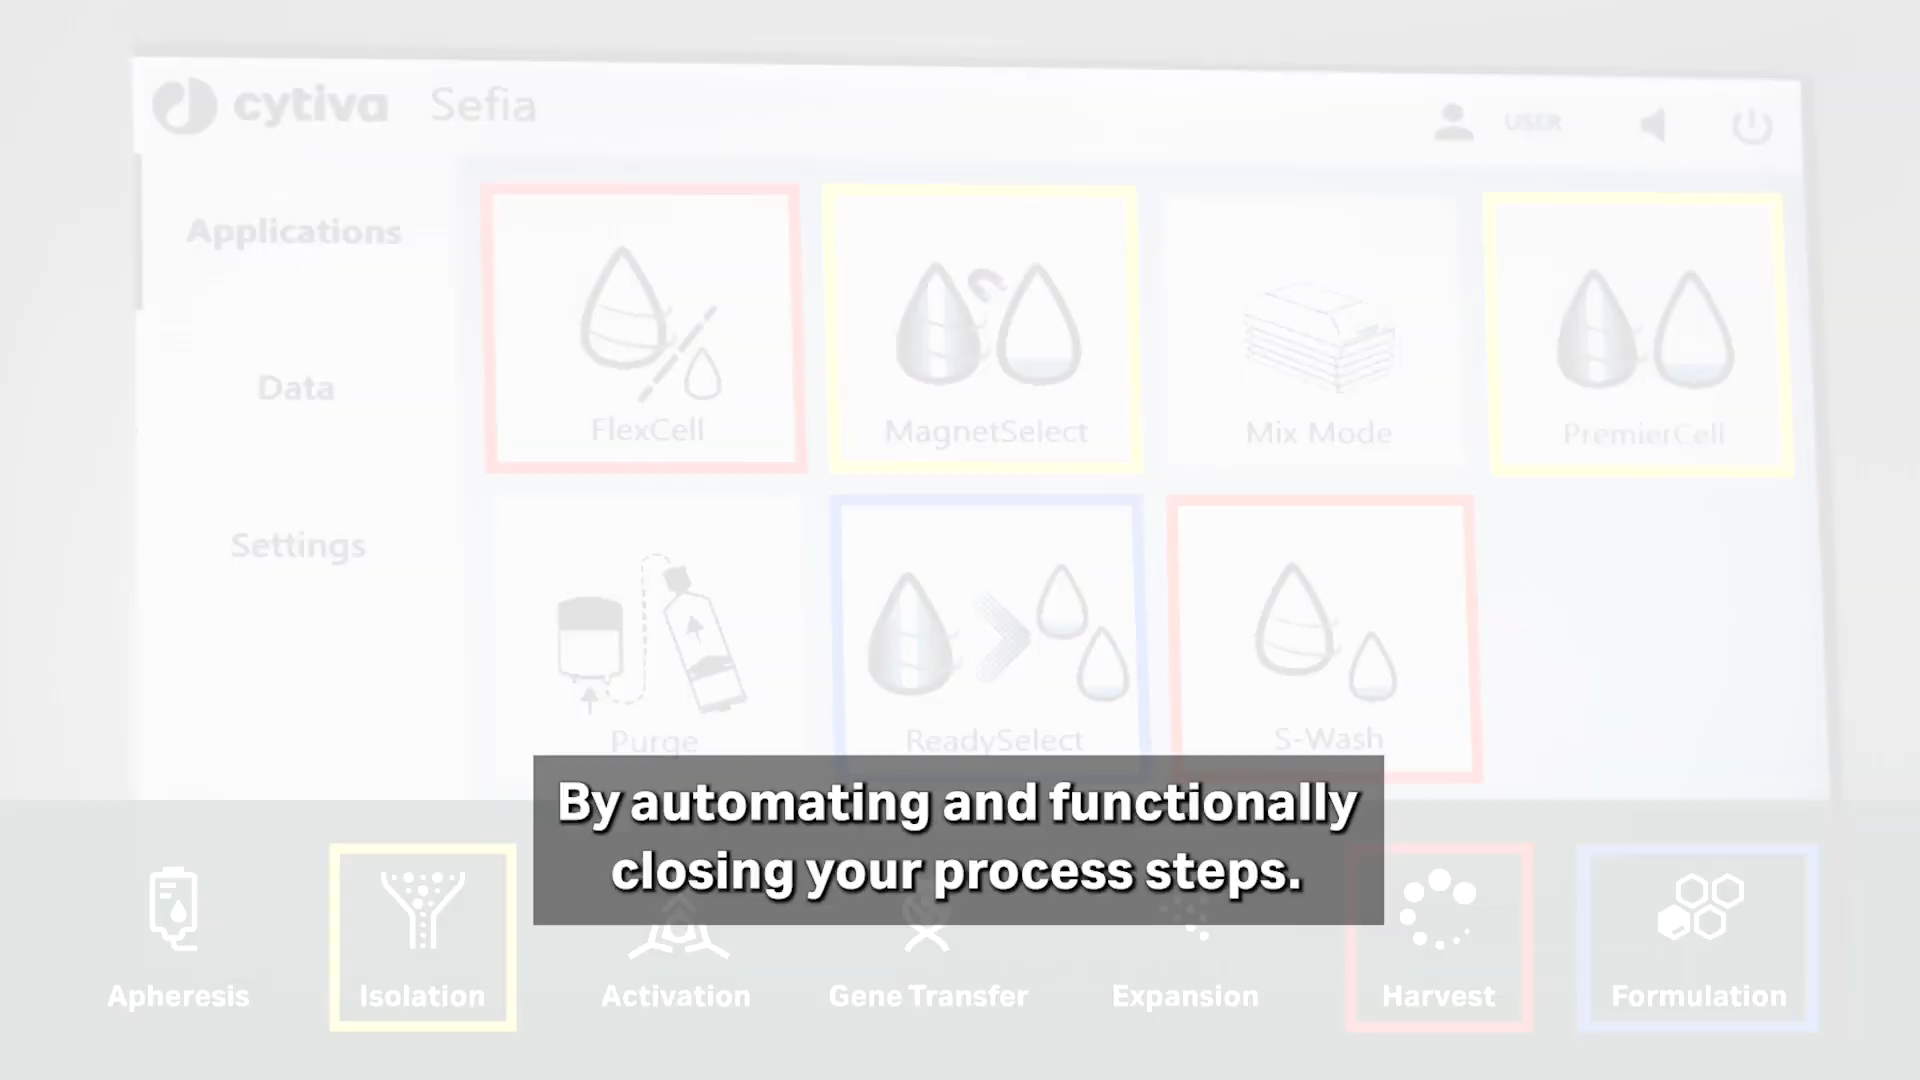 cytiva Sefia
USER
Applications
Data
Settings
FlexCell
MagnetSelect
Mix Mode
PremierCell
Purge
ReadySelect
S-Wash
By automating and functionally
closing your process steps.
Apheresis
Isolation
Activation
Gene Transfer
Expansion
Harvest
Formulation